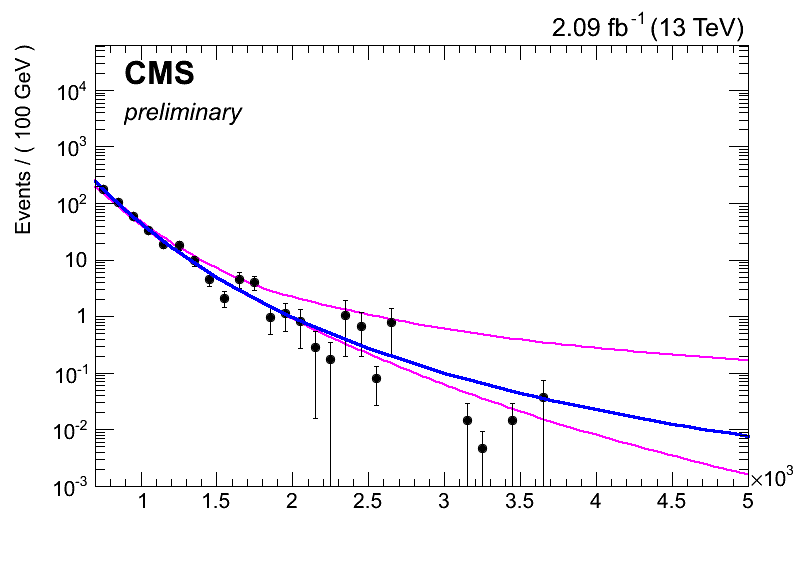 2.09 fb⁻¹ (13 TeV)
CMS
preliminary
Events / ( 100 GeV )
10⁴
10³
10²
10
1
10⁻¹
10⁻²
10⁻³
1 1.5 2 2.5 3 3.5 4 4.5 5
×10³